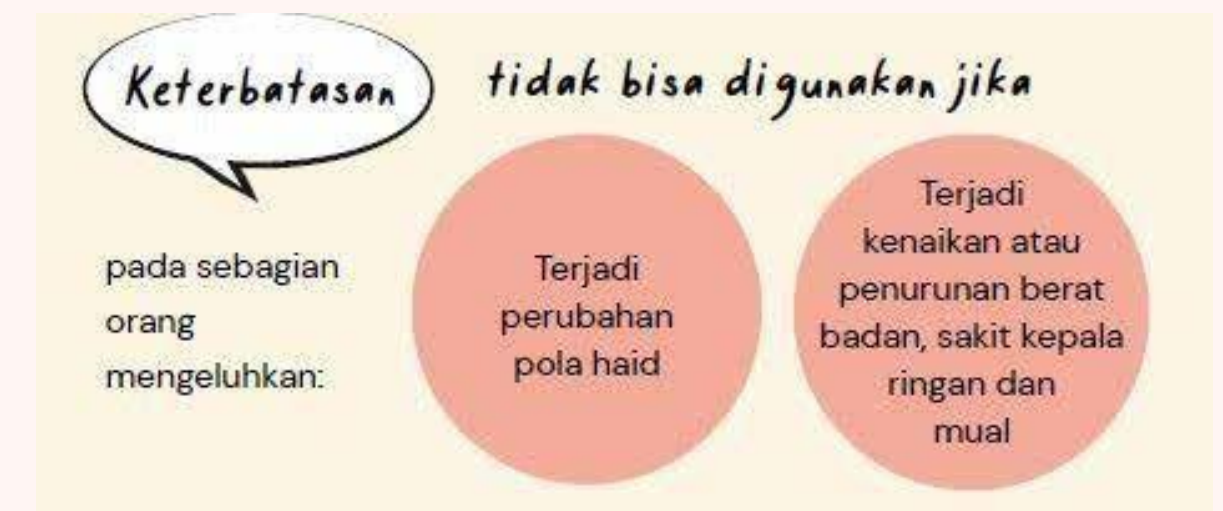 Keterbatasan
tidak bisa digunakan jika
pada sebagian
orang
mengeluhkan:
Terjadi
perubahan
pola haid
Terjadi
kenaikan atau
penurunan berat
badan, sakit kepala
ringan dan
mual